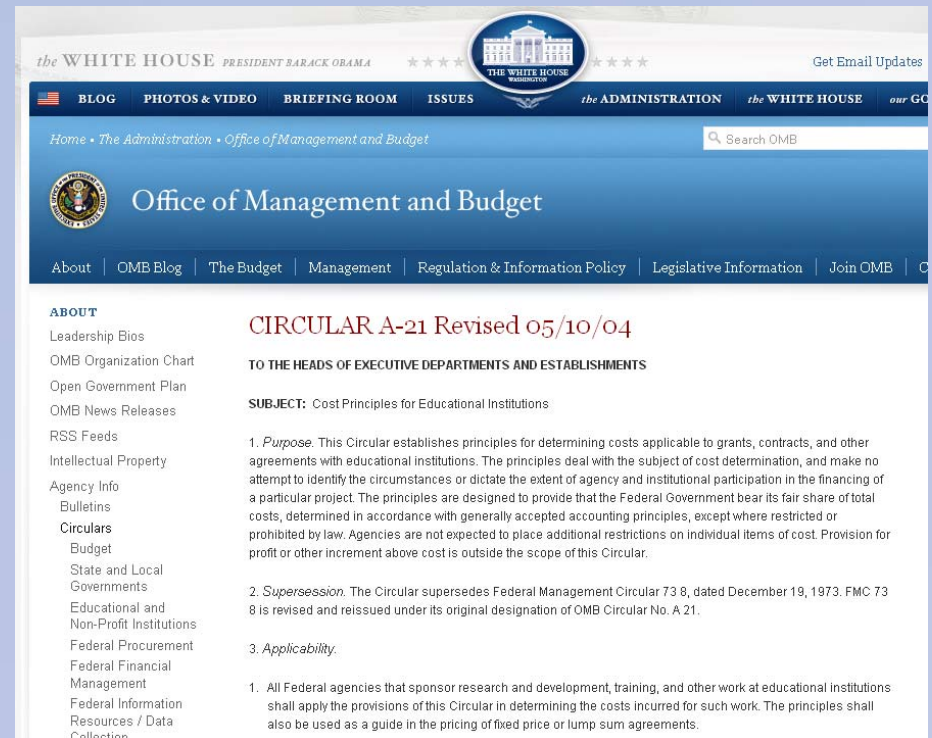 the WHITE HOUSE PRESIDENT BARACK OBAMA
THE WHITE HOUSE
WASHINGTON
Get Email Updates
BLOG PHOTOS & VIDEO BRIEFING ROOM ISSUES the ADMINISTRATION the WHITE HOUSE our GO
Home • The Administration • Office of Management and Budget
Search OMB
Office of Management and Budget
About | OMB Blog | The Budget | Management | Regulation & Information Policy | Legislative Information | Join OMB | C
ABOUT
Leadership Bios
OMB Organization Chart
Open Government Plan
OMB News Releases
RSS Feeds
Intellectual Property
Agency Info
Bulletins
Circulars
Budget
State and Local
Governments
Educational and
Non-Profit Institutions
Federal Procurement
Federal Financial
Management
Federal Information
Resources / Data
Collection
CIRCULAR A-21 Revised 05/10/04
TO THE HEADS OF EXECUTIVE DEPARTMENTS AND ESTABLISHMENTS
SUBJECT: Cost Principles for Educational Institutions
1. Purpose. This Circular establishes principles for determining costs applicable to grants, contracts, and other
agreements with educational institutions. The principles deal with the subject of cost determination, and make no
attempt to identify the circumstances or dictate the extent of agency and institutional participation in the financing of
a particular project. The principles are designed to provide that the Federal Government bear its fair share of total
costs, determined in accordance with generally accepted accounting principles, except where restricted or
prohibited by law. Agencies are not expected to place additional restrictions on individual items of cost. Provision for
profit or other increment above cost is outside the scope of this Circular.
2. Supersession. The Circular supersedes Federal Management Circular 73 8, dated December 19, 1973. FMC 73
8 is revised and reissued under its original designation of OMB Circular No. A 21.
3. Applicability.
1. All Federal agencies that sponsor research and development, training, and other work at educational institutions
shall apply the provisions of this Circular in determining the costs incurred for such work. The principles shall
also be used as a guide in the pricing of fixed price or lump sum agreements.